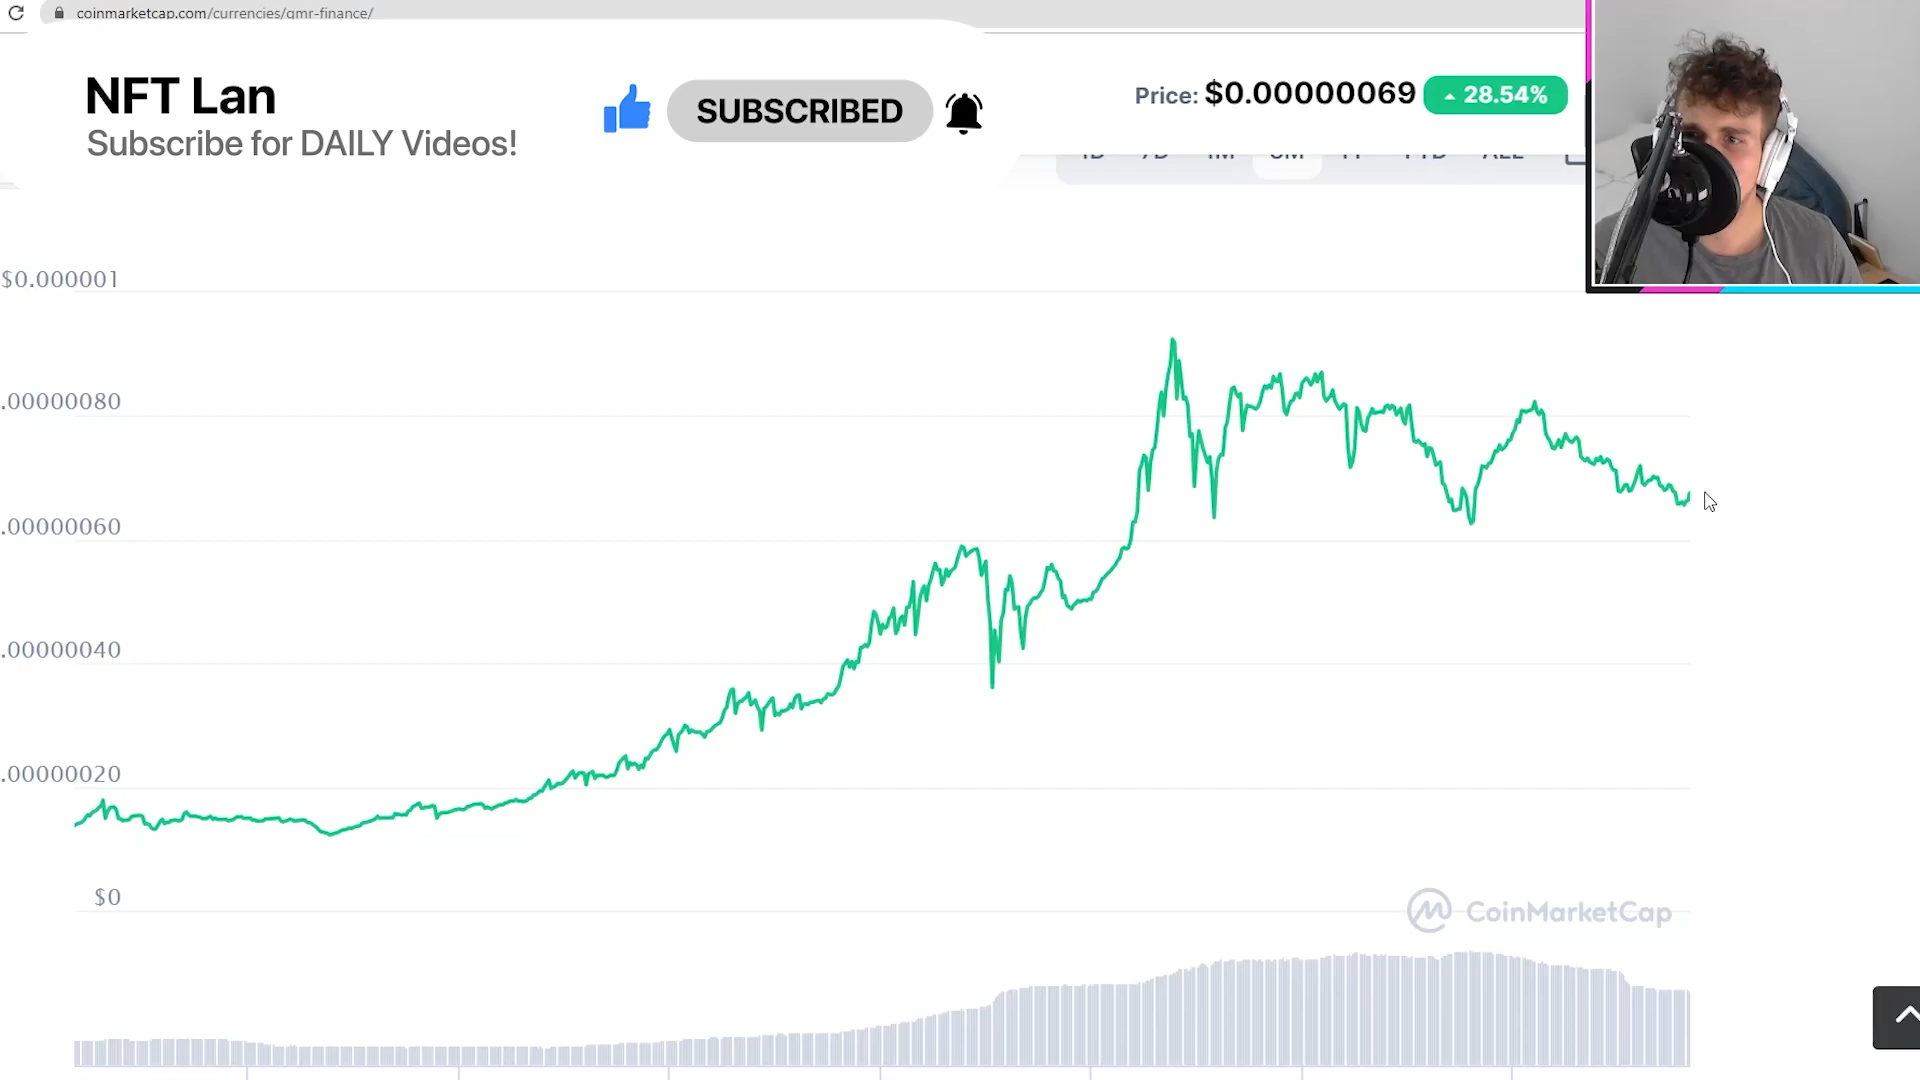 coinmarketcap.com/currencies/gmr-finance/
NFT Lan
Subscribe for DAILY Videos!
SUBSCRIBED
Price: $0.00000069
28.54%
$0.000001
.00000080
.00000060
.00000040
.00000020
$0
CoinMarketCap